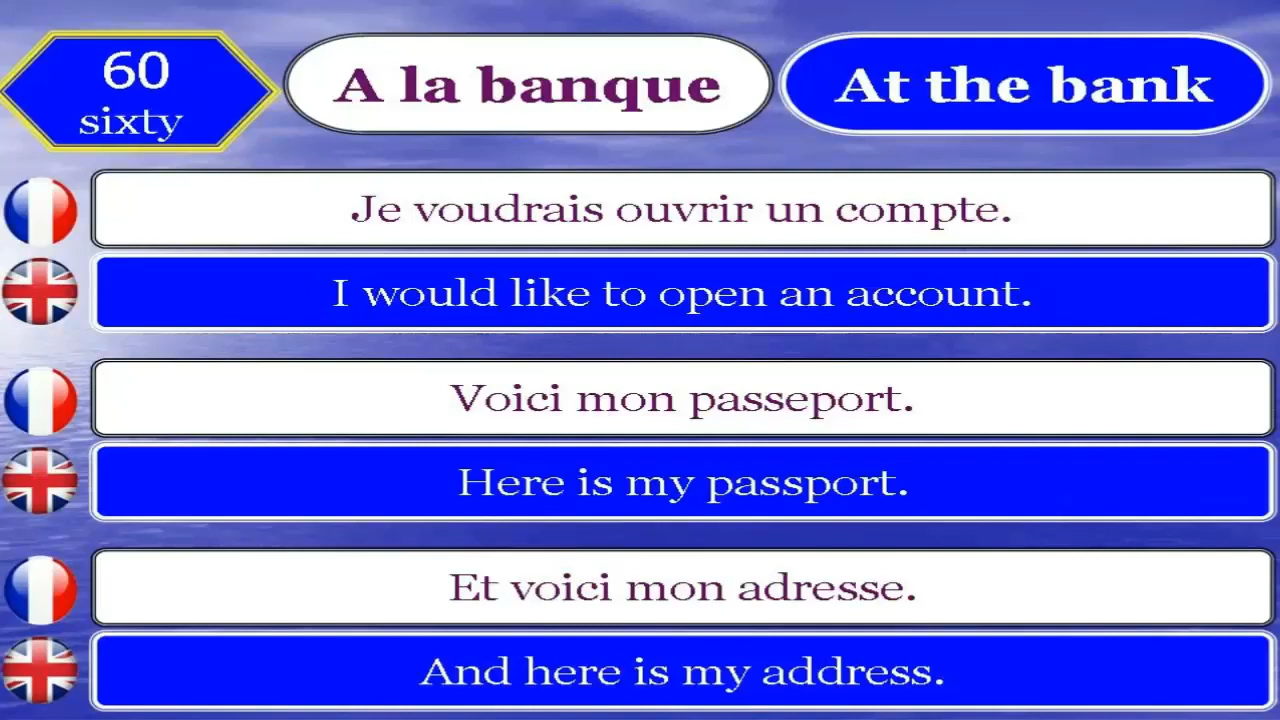 60
sixty
A la banque
At the bank
Je voudrais ouvrir un compte.
I would like to open an account.
Voici mon passeport.
Here is my passport.
Et voici mon adresse.
And here is my address.